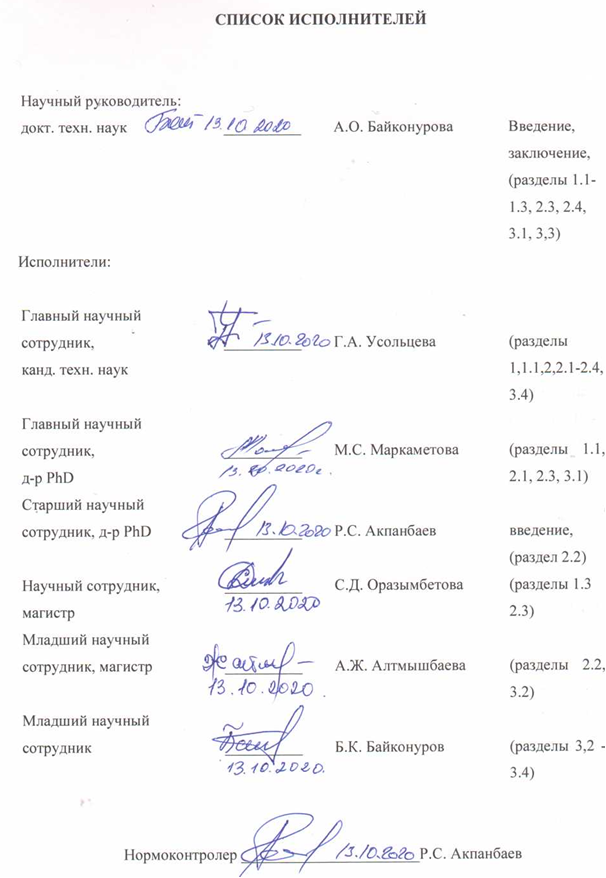 СПИСОК ИСПОЛНИТЕЛЕЙ
Научный руководитель:
докт. техн. наук 13.10 2020 А.О. Байконурова Введение,
заключение,
(разделы 1.1-
1.3, 2.3, 2.4,
3.1, 3,3)
Исполнители:
Главный научный
сотрудник, 13.10.2020 Г.А. Усольцева (разделы
канд. техн. наук 1,1.1,2,2.1-2.4,
3.4)
Главный научный
сотрудник, М.С. Маркаметова (разделы 1.1,
д-р PhD 13.10.2020г. 2.1, 2.3, 3.1)
Старший научный
сотрудник, д-р PhD 13.10.2020 Р.С. Акпанбаев введение,
(раздел 2.2)
Научный сотрудник, С.Д. Оразымбетова (разделы 1.3
магистр 13.10.2020 2.3)
Младший научный
сотрудник, магистр А.Ж. Алтмышбаева (разделы 2.2,
13.10.2020. 3.2)
Младший научный
сотрудник Б.К. Байконуров (разделы 3,2 -
13.10.2020. 3.4)
Нормоконтролер 13.10.2020 Р.С. Акпанбаев